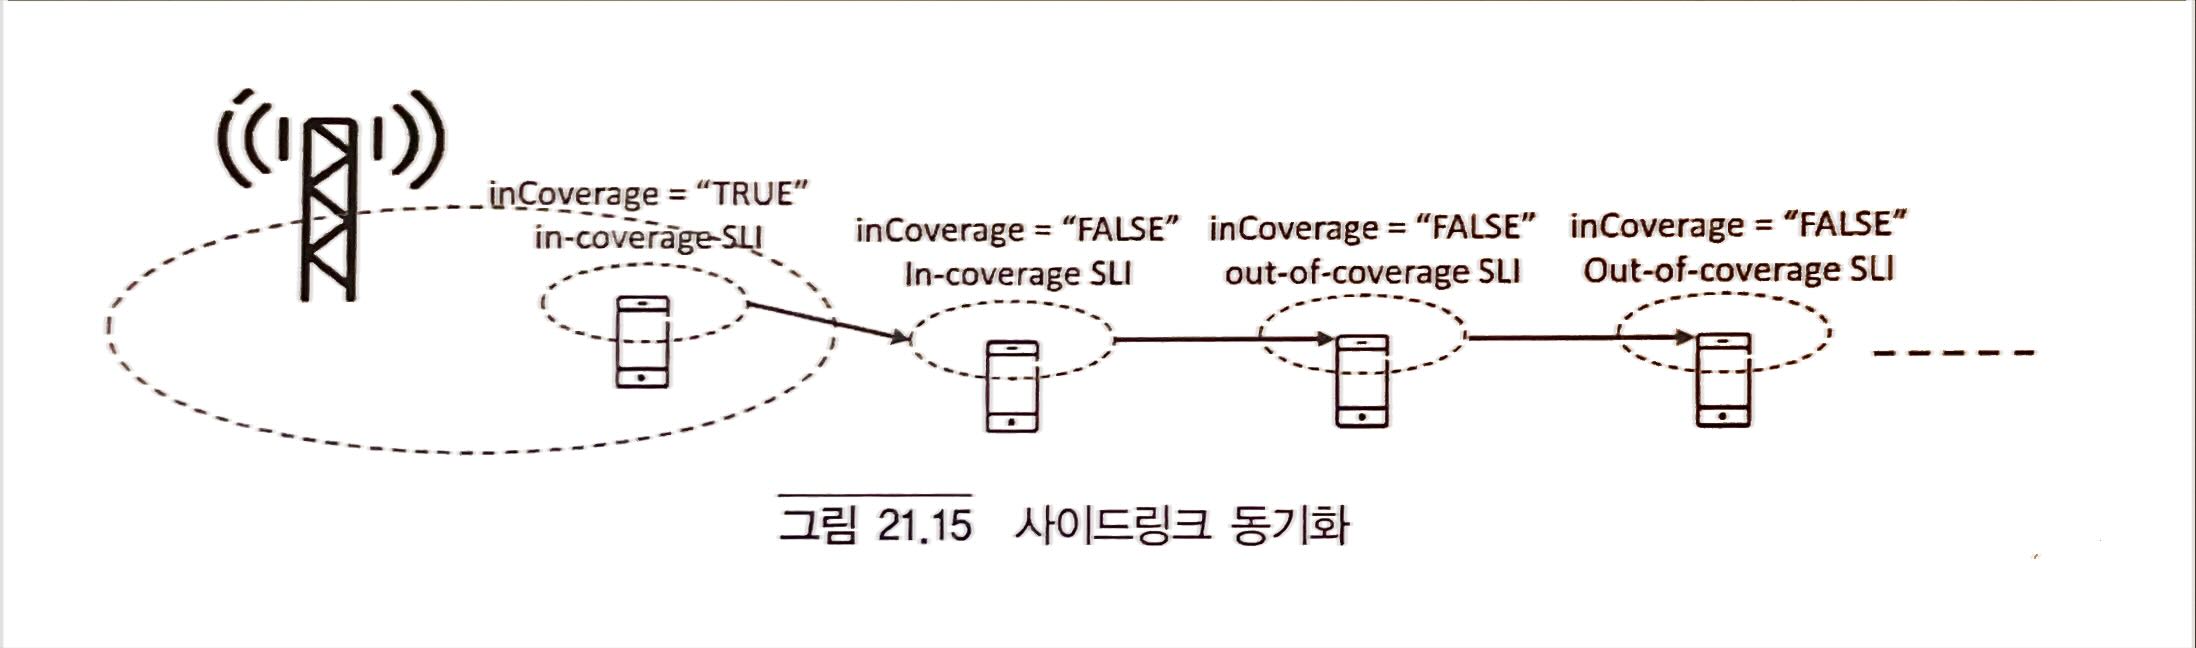 inCoverage = “TRUE”
in-coverage SLI
inCoverage = “FALSE”
In-coverage SLI
inCoverage = “FALSE”
out-of-coverage SLI
inCoverage = “FALSE”
Out-of-coverage SLI
그림 21.15 사이드링크 동기화